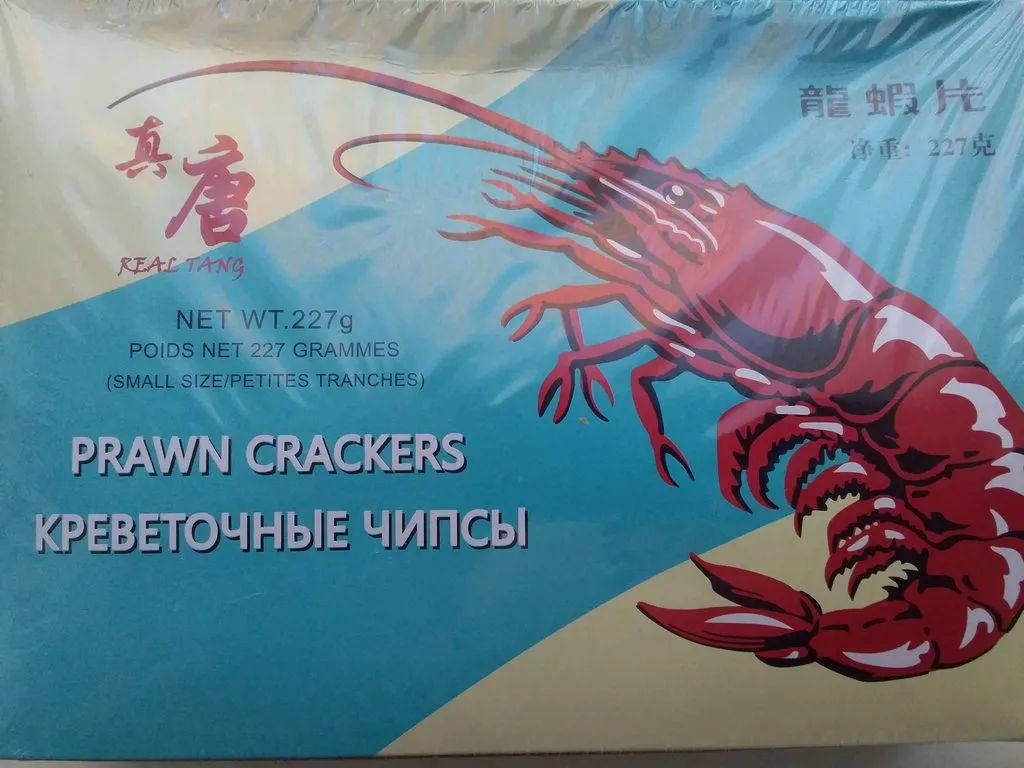 真唐
REAL TANG
龍蝦片
净重: 227克
NET WT.227g
POIDS NET 227 GRAMMES
(SMALL SIZE/PETITES TRANCHES)
PRAWN CRACKERS
КРЕВЕТОЧНЫЕ ЧИПСЫ